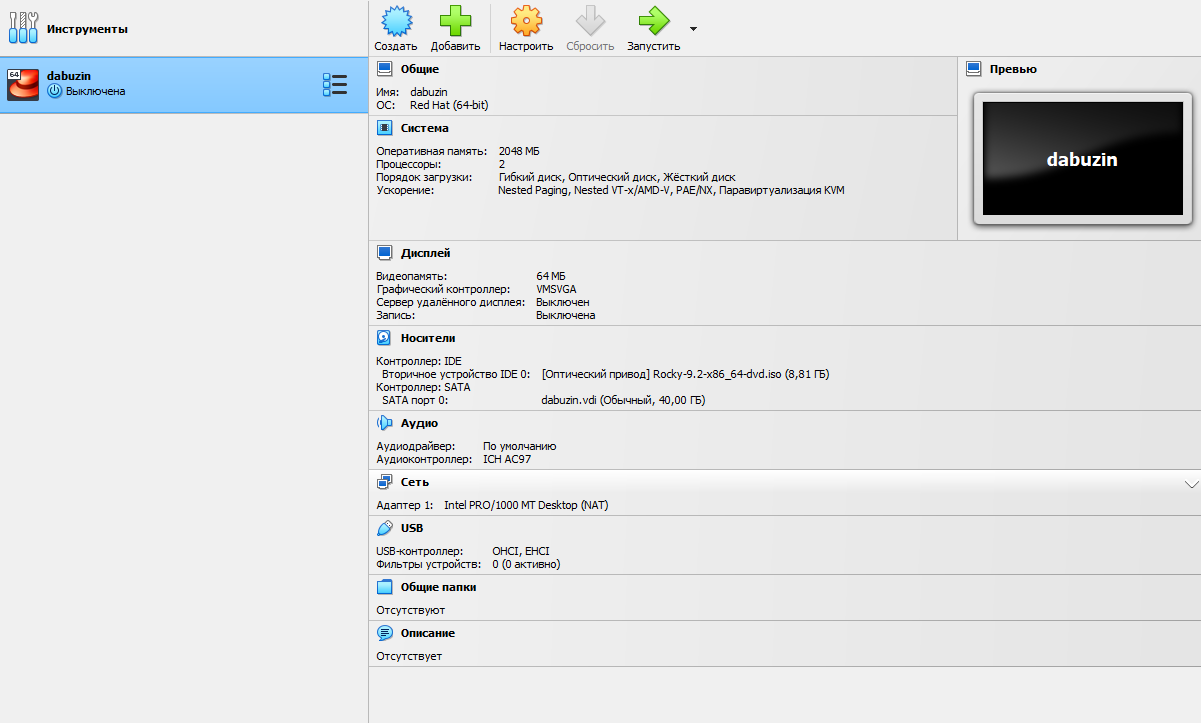 Инструменты
64
dabuzin
Выключена
Создать
Добавить
Настроить
Сбросить
Запустить
Общие
Имя: dabuzin
ОС: Red Hat (64-bit)
Превью
dabuzin
Система
Оперативная память: 2048 МБ
Процессоры: 2
Порядок загрузки: Гибкий диск, Оптический диск, Жёсткий диск
Ускорение: Nested Paging, Nested VT-x/AMD-V, PAE/NX, Паравиртуализация KVM
Дисплей
Видеопамять: 64 МБ
Графический контроллер: VMSVGA
Сервер удалённого дисплея: Выключен
Запись: Выключена
Носители
Контроллер: IDE
Вторичное устройство IDE 0: [Оптический привод] Rocky-9.2-x86_64-dvd.iso (8,81 ГБ)
Контроллер: SATA
SATA порт 0: dabuzin.vdi (Обычный, 40,00 ГБ)
Аудио
Аудиодрайвер: По умолчанию
Аудиоконтроллер: ICH AC97
Сеть
Адаптер 1: Intel PRO/1000 MT Desktop (NAT)
USB
USB-контроллер: OHCI, EHCI
Фильтры устройств: 0 (0 активно)
Общие папки
Отсутствуют
Описание
Отсутствует